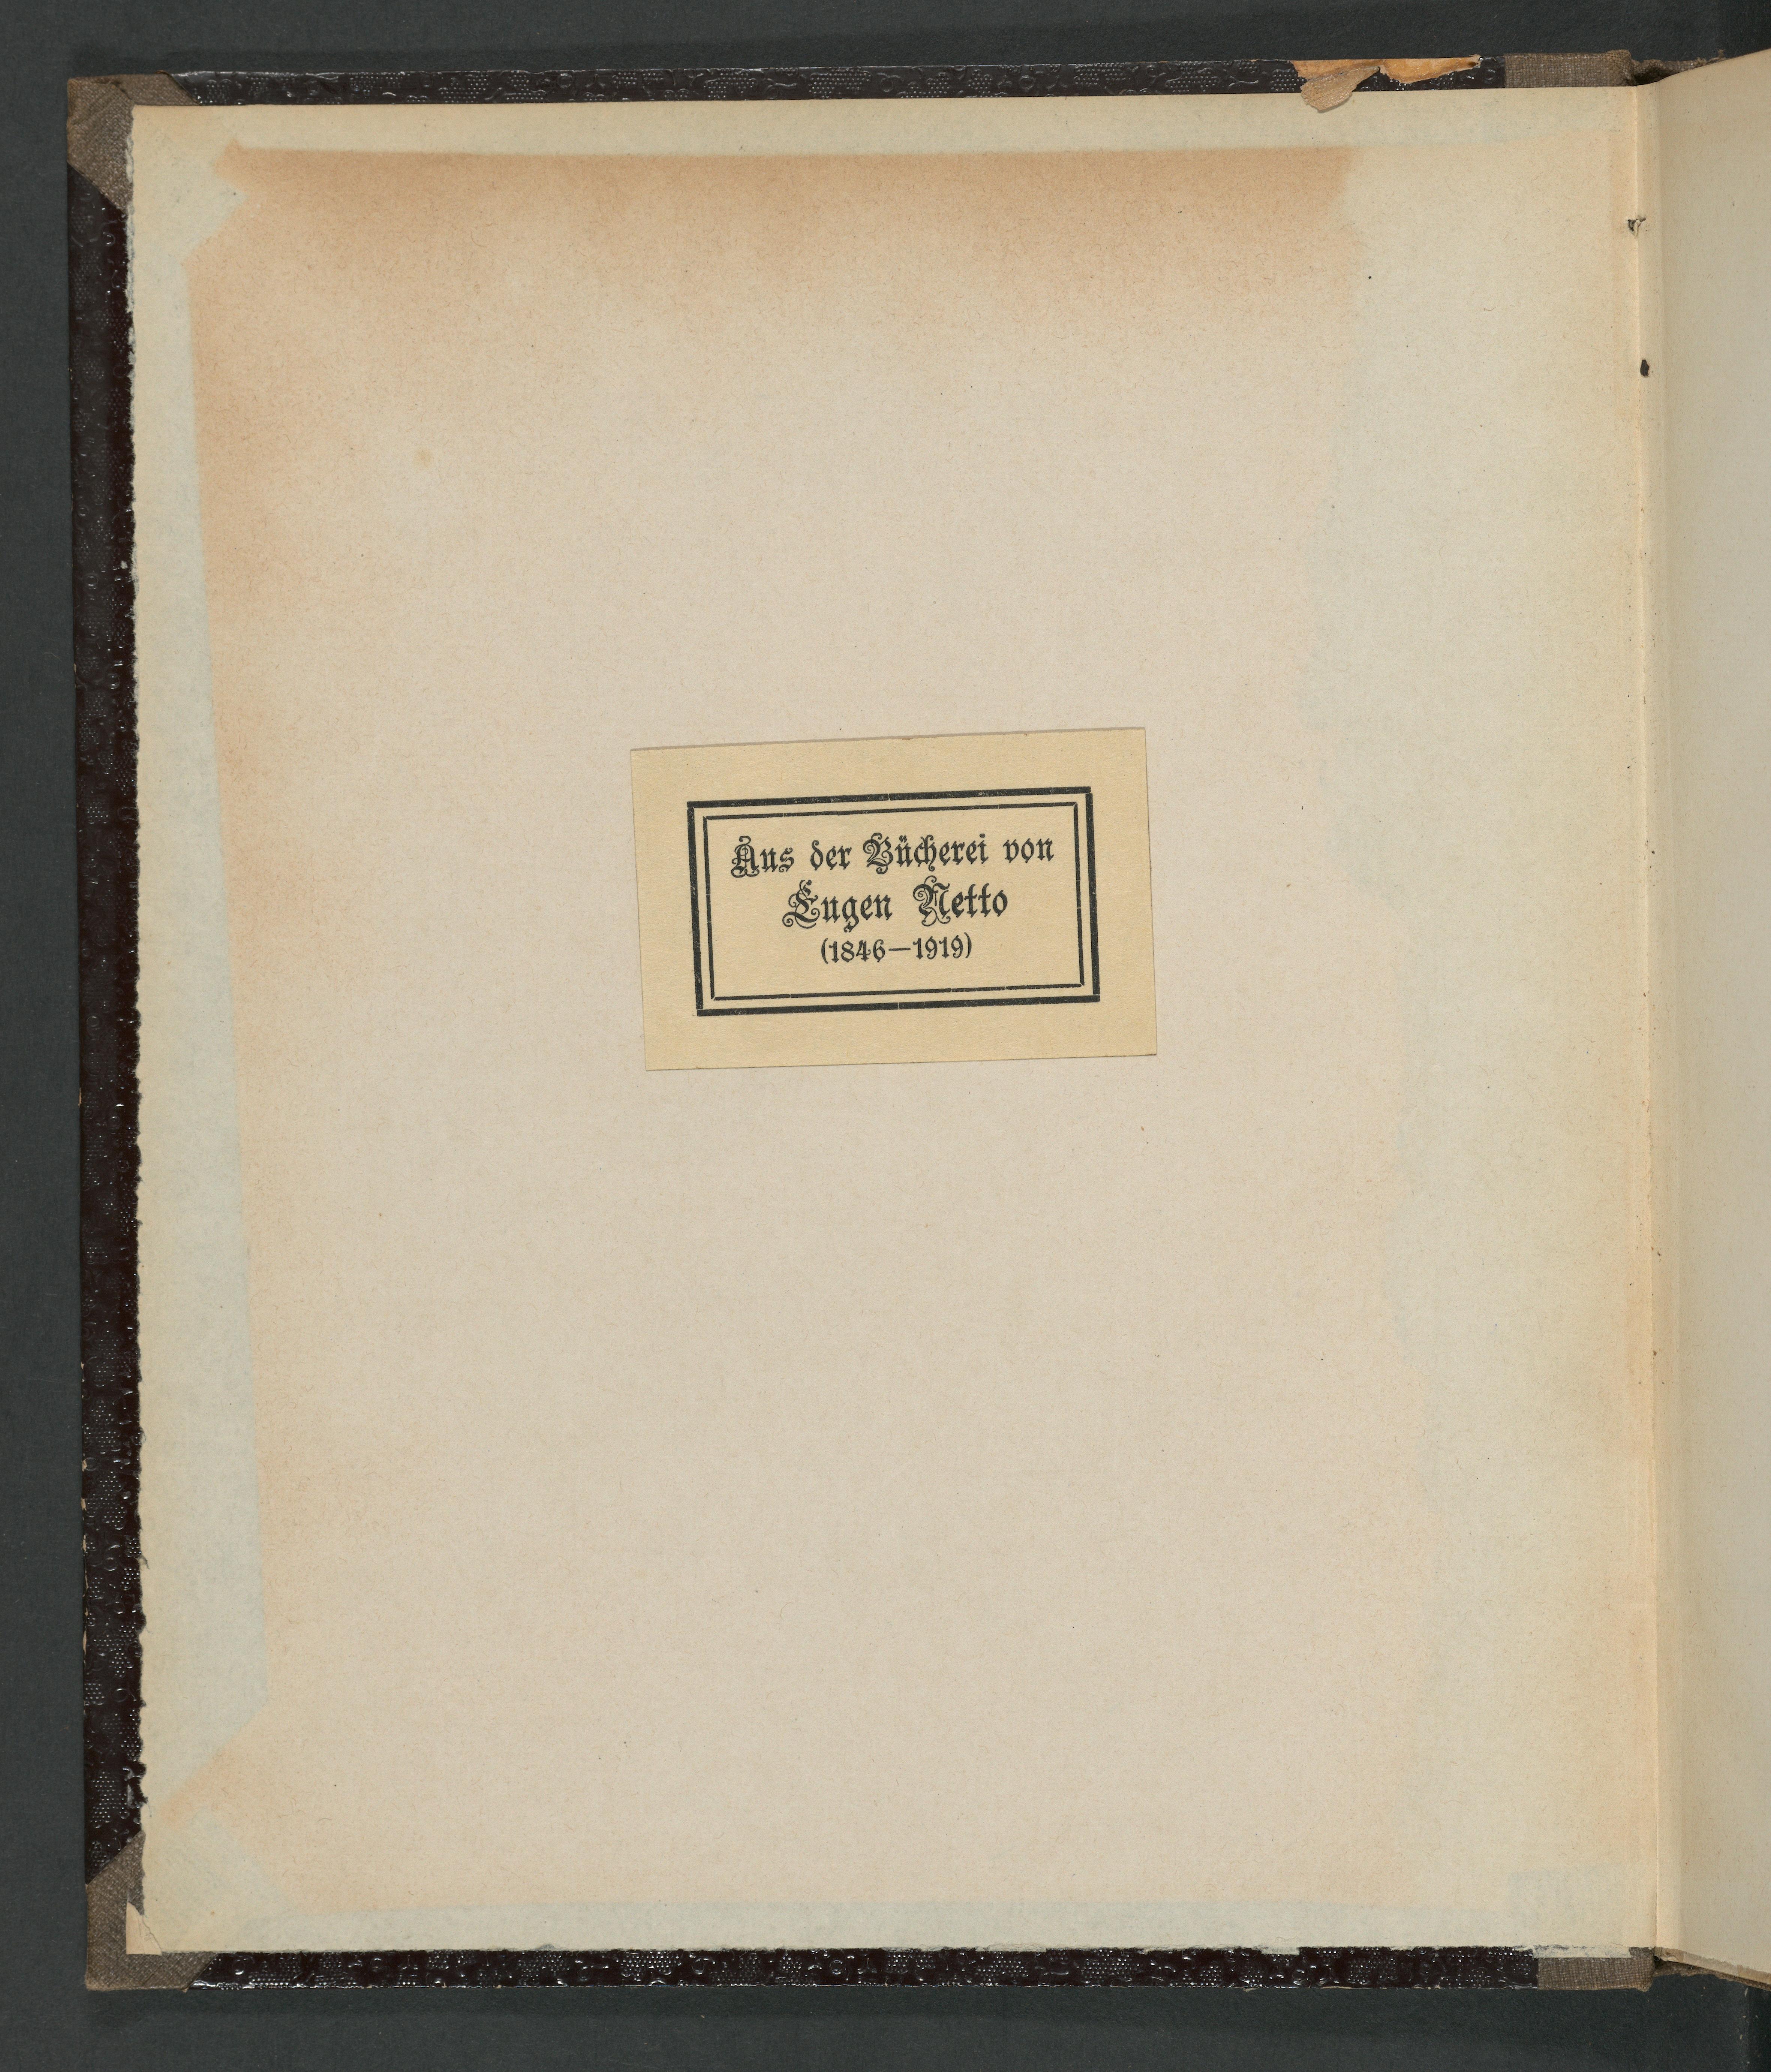 Aus der Bücherei von
Eugen Netto
(1846—1919)